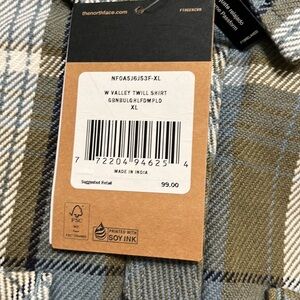 thenorthface.com
NF0A5J6J53F-XL
W VALLEY TWILL SHIRT
GBNBULGHLFDMPLD
XL
7 72204 94625 4
MADE IN INDIA
Suggested Retail
99.00
FSC
PRINTED WITH
SOY INK